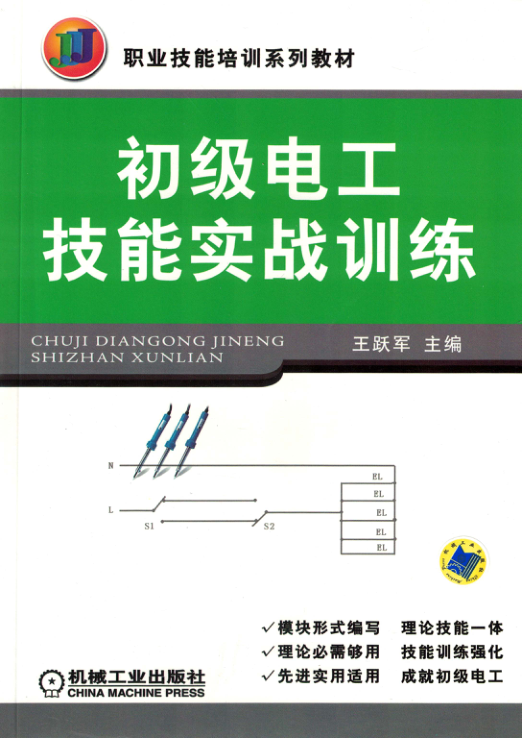 职业技能培训系列教材
初级电工
技能实战训练
CHUJI DIANGONG JINENG
SHIZHAN XUNLIAN
王跃军 主编
N
EL
EL
L
EL
S1 S2
EL
EL
✓模块形式编写 理论技能一体
✓理论必需够用 技能训练强化
✓先进实用适用 成就初级电工
机械工业出版社
CHINA MACHINE PRESS